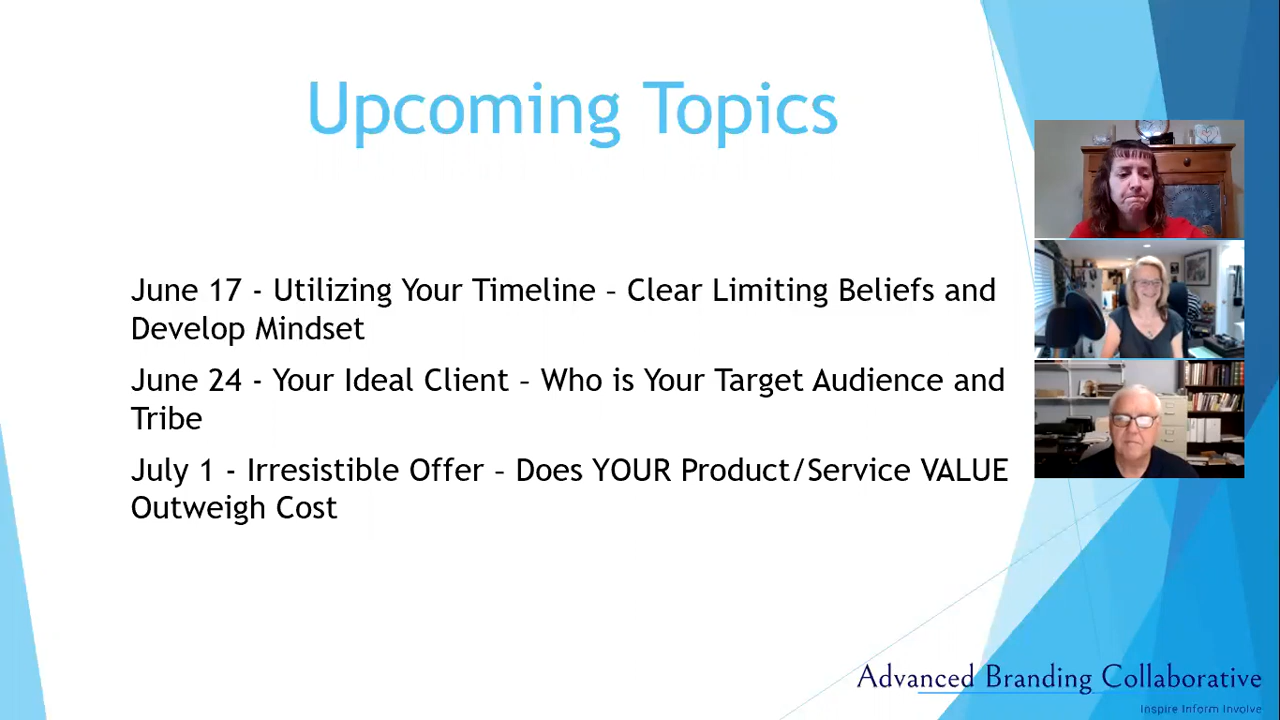 Upcoming Topics
June 17 - Utilizing Your Timeline – Clear Limiting Beliefs and
Develop Mindset
June 24 - Your Ideal Client – Who is Your Target Audience and
Tribe
July 1 - Irresistible Offer – Does YOUR Product/Service VALUE
Outweigh Cost
Advanced Branding Collaborative
Inspire Inform Involve